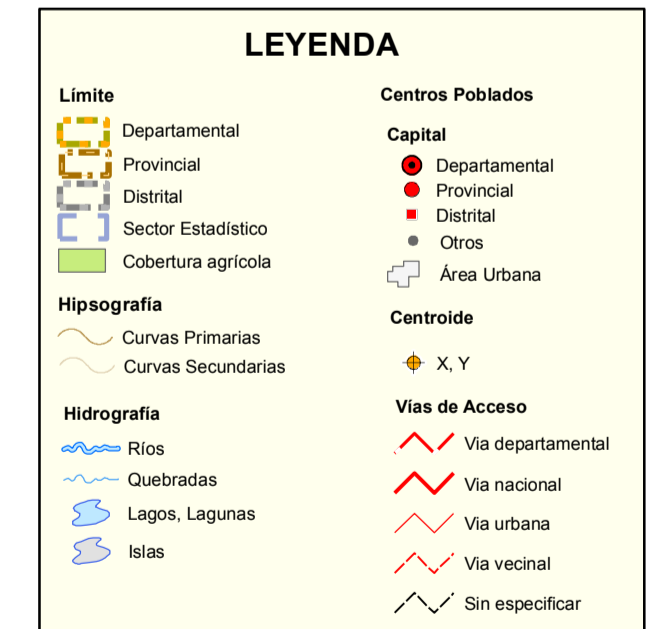 LEYENDA
Límite
Departamental
Provincial
Distrital
Sector Estadístico
Cobertura agrícola
Hipsografía
Curvas Primarias
Curvas Secundarias
Hidrografía
Ríos
Quebradas
Lagos, Lagunas
Islas
Centros Poblados
Capital
Departamental
Provincial
Distrital
Otros
Área Urbana
Centroide
X, Y
Vías de Acceso
Via departamental
Via nacional
Via urbana
Via vecinal
Sin especificar